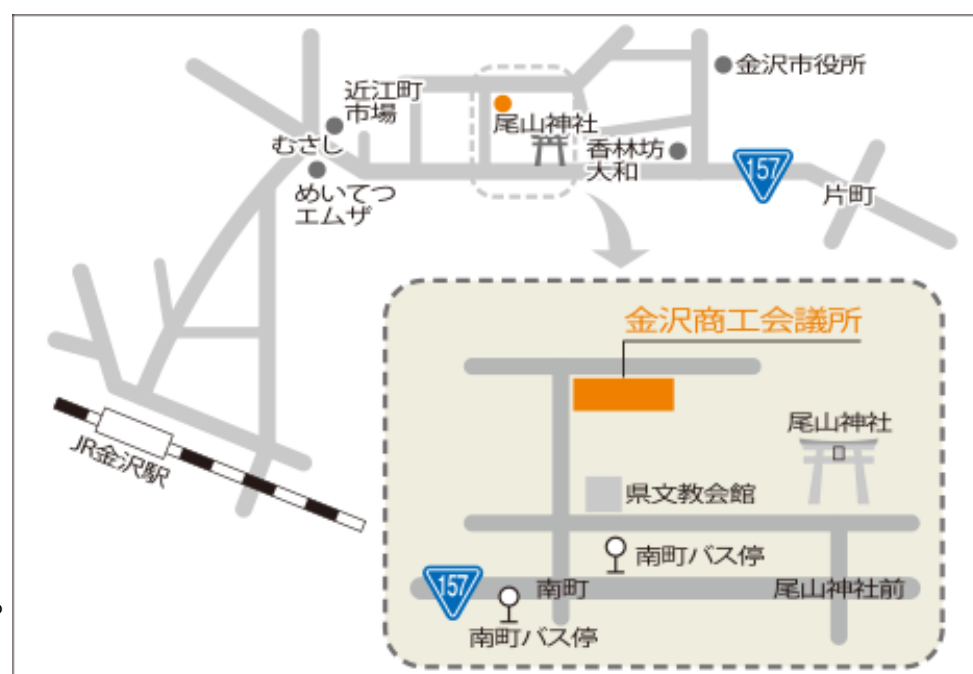 金沢市役所
近江町
市場
尾山神社
むさし
香林坊
大和
157
めいてつ
エムザ
片町
金沢商工会議所
尾山神社
JR金沢駅
県文教会館
南町バス停
157
南町
尾山神社前
南町バス停